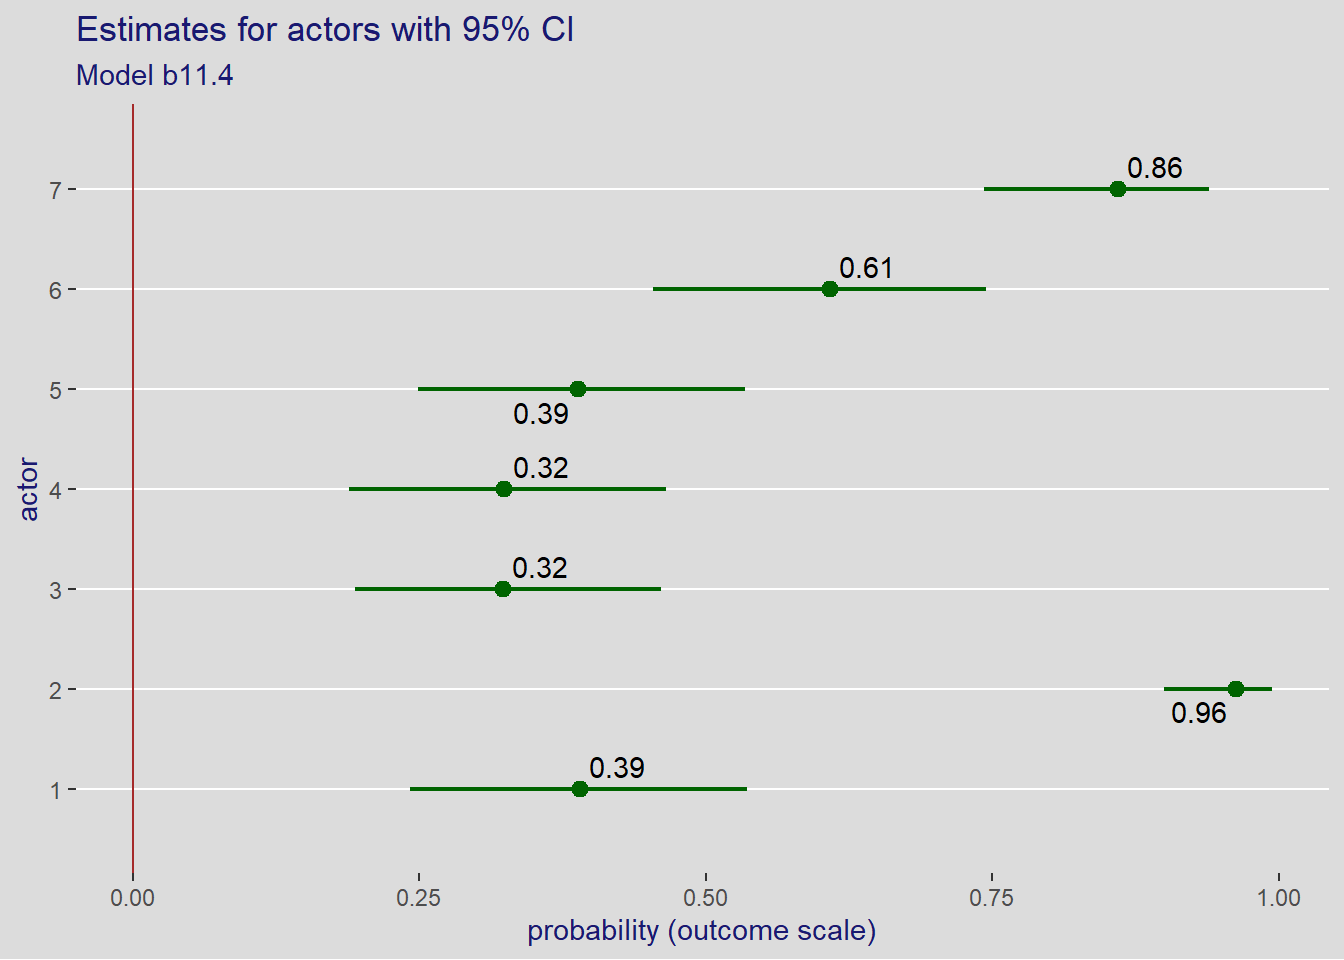 Estimates for actors with 95% CI
Model b11.4
actor
7
0.86
6
0.61
5
0.39
4
0.32
3
0.32
2
0.96
1
0.39
0.00 0.25 0.50 0.75 1.00
probability (outcome scale)